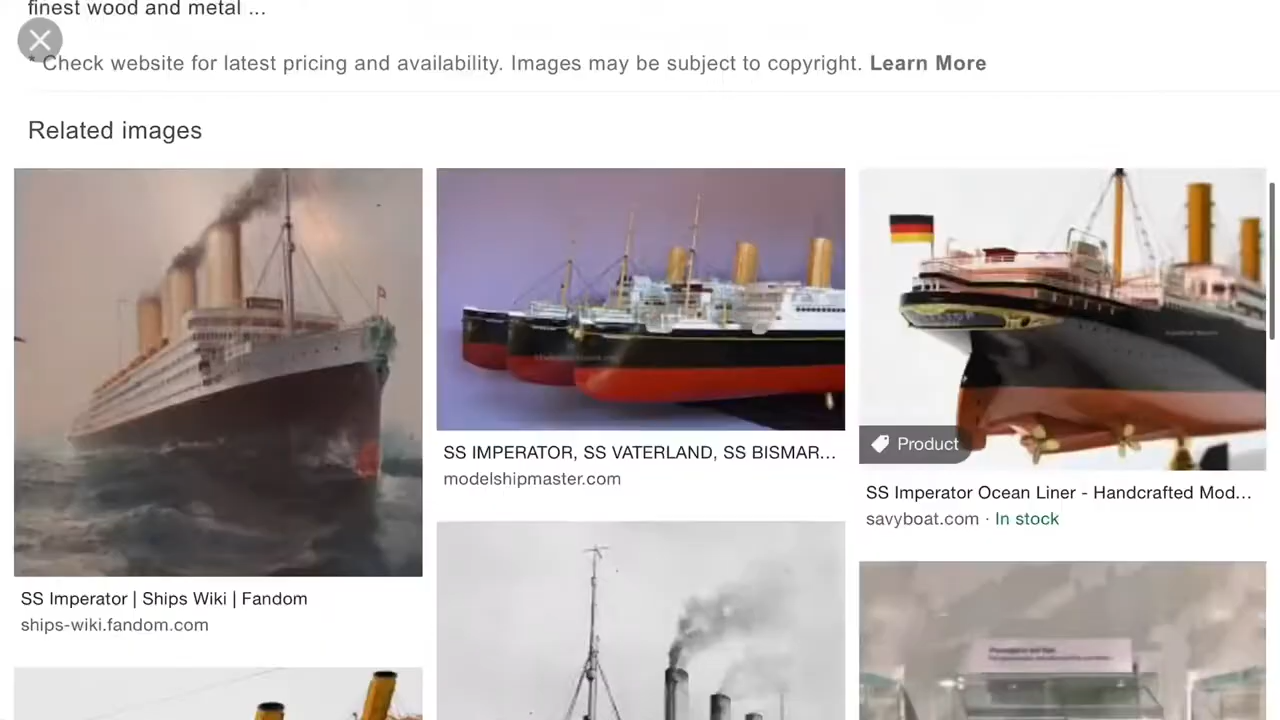 finest wood and metal ...
* Check website for latest pricing and availability. Images may be subject to copyright. Learn More
Related images
Product
SS IMPERATOR, SS VATERLAND, SS BISMAR...
modelshipmaster.com
SS Imperator Ocean Liner - Handcrafted Mod...
savyboat.com · In stock
SS Imperator | Ships Wiki | Fandom
ships-wiki.fandom.com